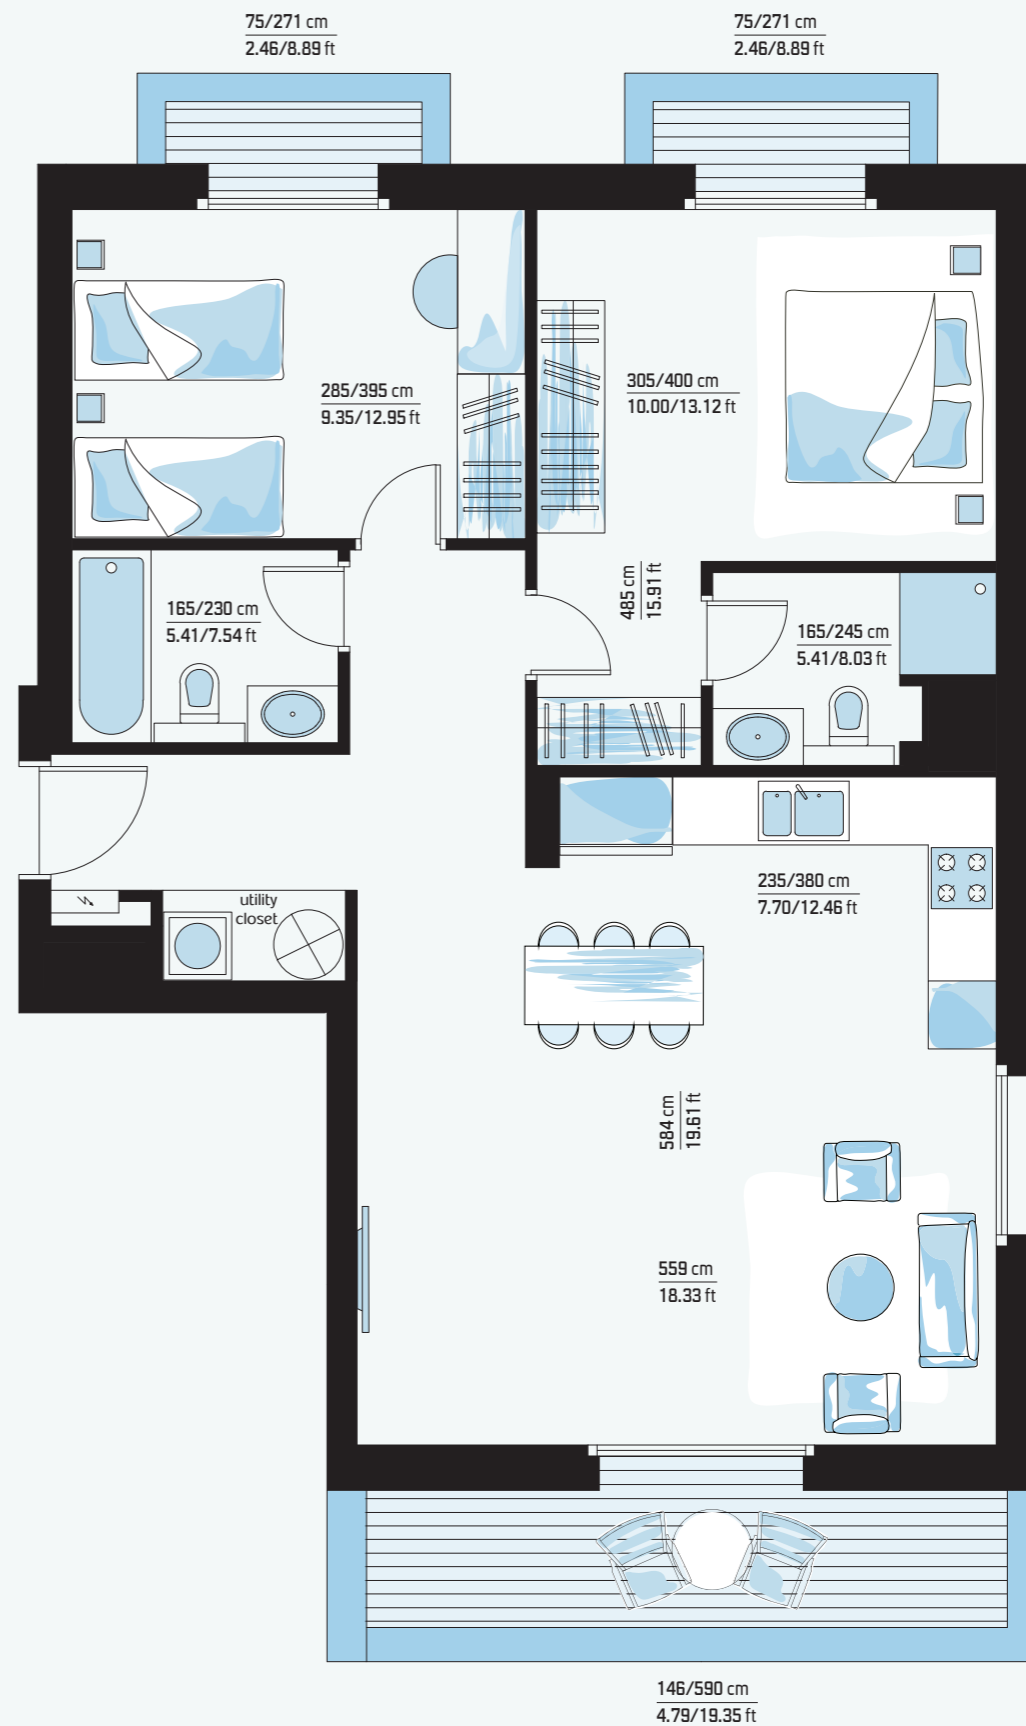 75/271 cm
2.46/8.89 ft
75/271 cm
2.46/8.89 ft
285/395 cm
9.35/12.95 ft
305/400 cm
10.00/13.12 ft
485 cm
15.91 ft
165/230 cm
5.41/7.54 ft
165/245 cm
5.41/8.03 ft
235/380 cm
7.70/12.46 ft
utility
closet
584 cm
19.61 ft
559 cm
18.33 ft
146/590 cm
4.79/19.35 ft